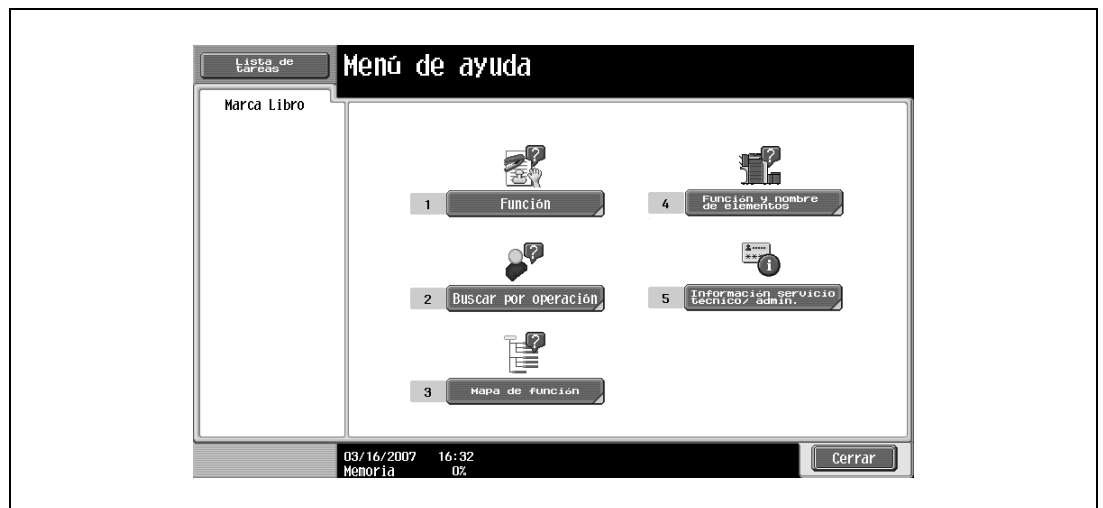 Lista de
tareas
Menú de ayuda
Marca Libro
1 Función
2 Buscar por operación
3 Mapa de función
4 Función y nombre
de elementos
5 Información servicio
técnico/ admin.
03/16/2007 16:32
Memoria 0%
Cerrar